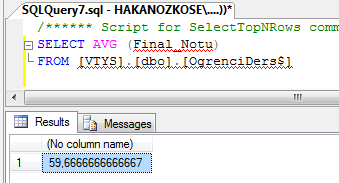 SQLQuery7.sql - HAKANOZKOSE\....))*
/****** Script for SelectTopNRows comm
SELECT AVG (Final_Notu)
FROM [VTYS].[dbo].[OgrenciDers$]
Results Messages
(No column name)
1 59,6666666666667